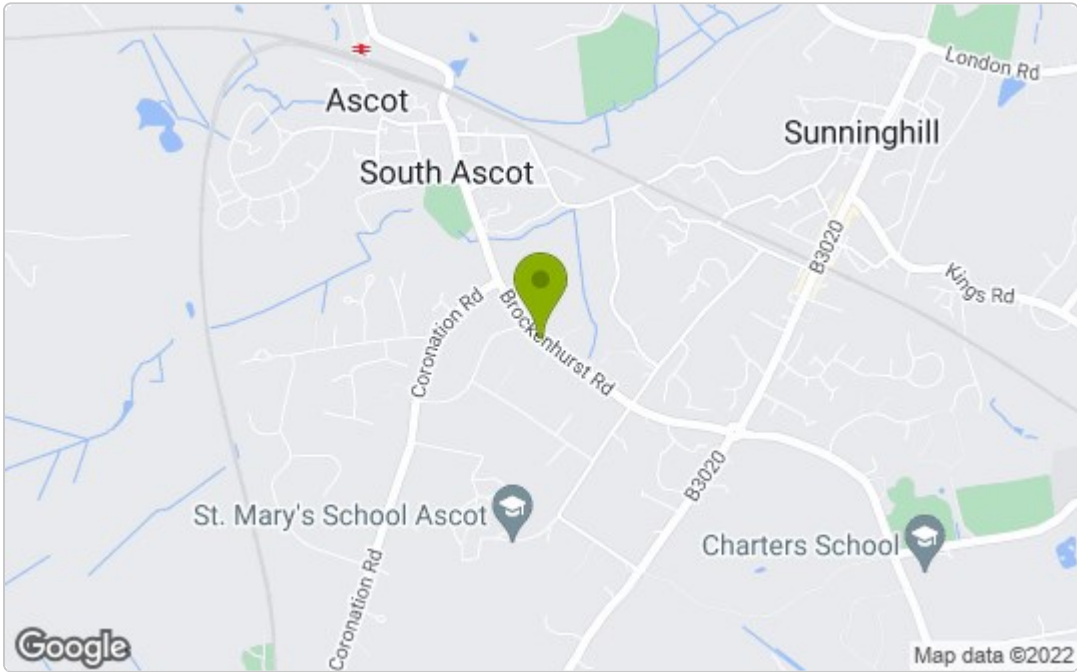 London Rd
Ascot
Sunninghill
South Ascot
B3020
Kings Rd
Coronation Rd
Brockenhurst Rd
B3020
St. Mary's School Ascot
Charters School
Coronation Rd
Google
Map data ©2022